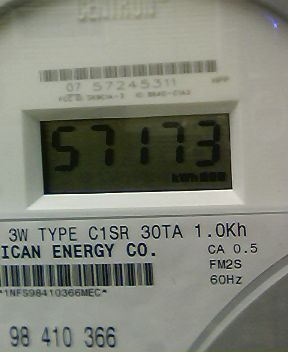 CENTRON
07 57245311
57173
kWh
3W TYPE C1SR 30TA 1.0Kh
ICAN ENERGY CO. CA 0.5
FM2S
60Hz
*1NFS98410366MEC*
98 410 366